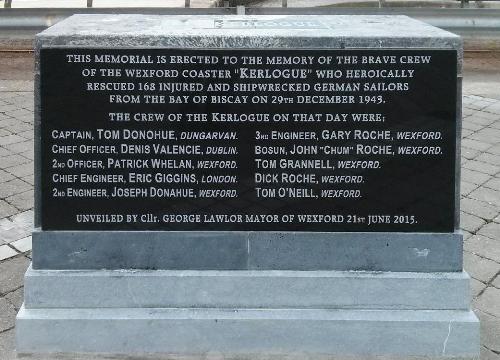 THIS MEMORIAL IS ERECTED TO THE MEMORY OF THE BRAVE CREW
OF THE WEXFORD COASTER "KERLOGUE" WHO HEROICALLY
RESCUED 168 INJURED AND SHIPWRECKED GERMAN SAILORS
FROM THE BAY OF BISCAY ON 29TH DECEMBER 1943.
THE CREW OF THE KERLOGUE ON THAT DAY WERE;
CAPTAIN, TOM DONOHUE, DUNGARVAN.
CHIEF OFFICER, DENIS VALENCIE, DUBLIN.
2ND OFFICER, PATRICK WHELAN, WEXFORD.
CHIEF ENGINEER, ERIC GIGGINS, LONDON.
2ND ENGINEER, JOSEPH DONAHUE, WEXFORD.
3RD ENGINEER, GARY ROCHE, WEXFORD.
BOSUN, JOHN "CHUM" ROCHE, WEXFORD.
TOM GRANNELL, WEXFORD.
DICK ROCHE, WEXFORD.
TOM O'NEILL, WEXFORD.
UNVEILED BY Cllr. GEORGE LAWLOR MAYOR OF WEXFORD 21ST JUNE 2015.